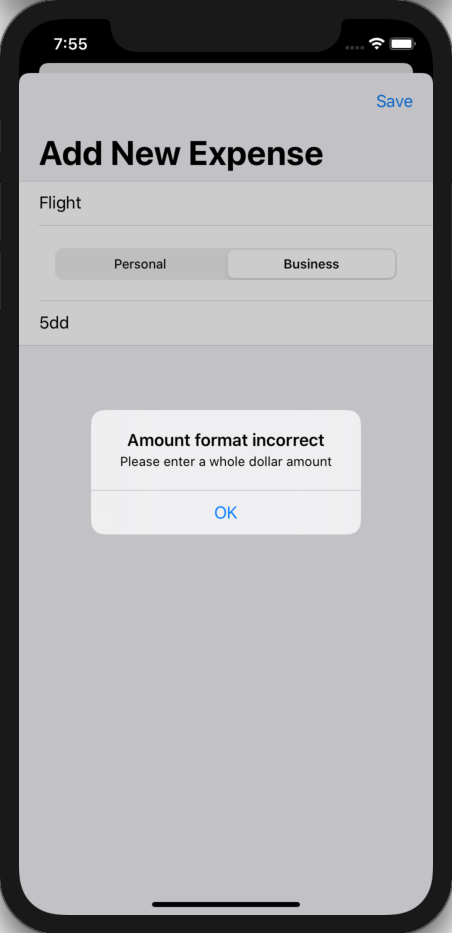 7:55
Save
Add New Expense
Flight
Personal Business
5dd
Amount format incorrect
Please enter a whole dollar amount
OK